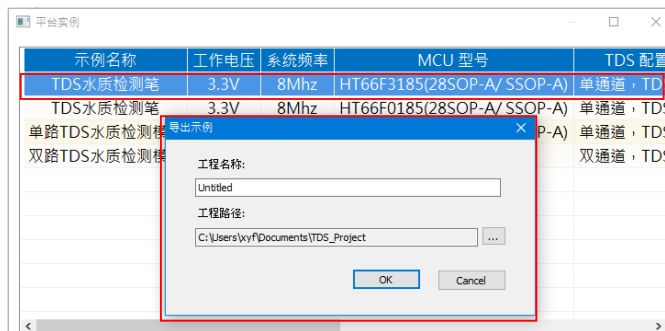 平台实例
示例名称 工作电压 系统频率 MCU 型号 TDS 配置
TDS水质检测笔 3.3V 8Mhz HT66F3185(28SOP-A/ SSOP-A) 单通道，TD
TDS水质检测笔 3.3V 8Mhz HT66F0185(28SOP-A/ SSOP-A) 单通道，TDS
单路TDS水质检测模 P-A) 单通道，TDS
双路TDS水质检测模 双通道，TDS
导出示例
工程名称:
Untitled
工程路径:
C:\Users\xyf\Documents\TDS_Project ...
OK Cancel